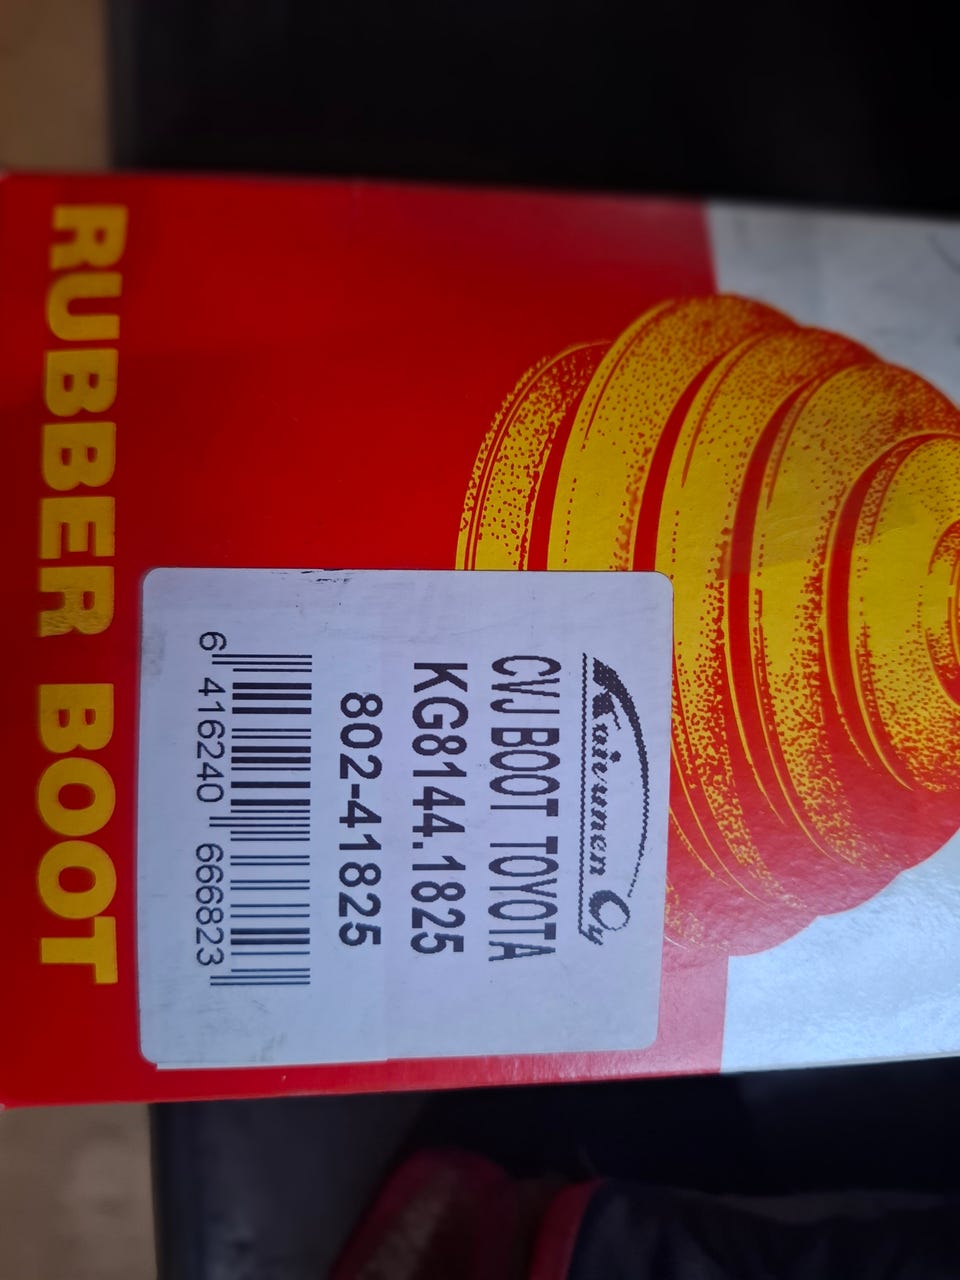 RUBBER BOOT
Kaivunen Oy
CVJ BOOT TOYOTA
KG8144.1825
802-41825
6 416240 666823